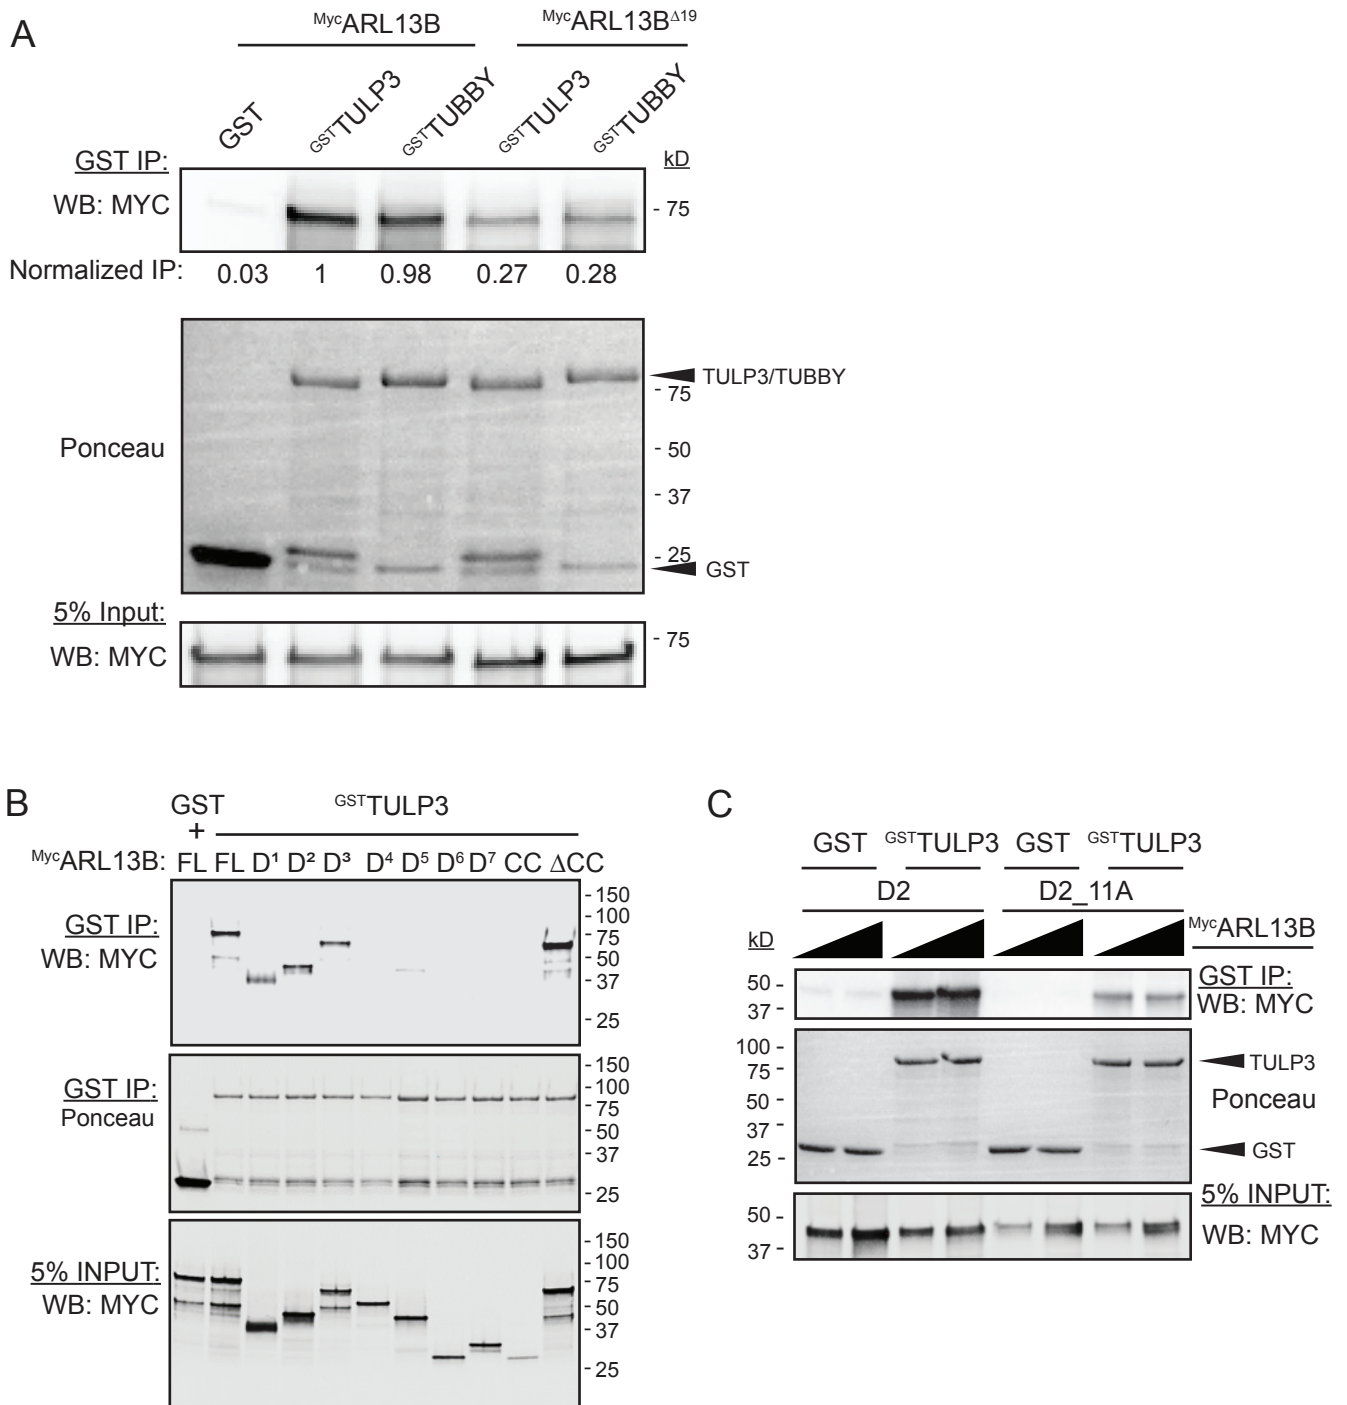 A
MycARL13B
MycARL13BΔ19
GST
GSTTULP3
GSTTUBBY
GSTTULP3
GSTTUBBY
GST IP:
kD
WB: MYC
- 75
Normalized IP: 0.03 1 0.98 0.27 0.28
TULP3/TUBBY
- 75
Ponceau
- 50
- 37
- 25
GST
5% Input:
- 75
WB: MYC
B
GST
GSTTULP3
+
MycARL13B: FL FL D¹ D² D³ D⁴ D⁵ D⁶ D⁷ CC ΔCC
GST IP:
WB: MYC
- 150
- 100
- 75
- 50
- 37
- 25
GST IP:
Ponceau
- 150
- 100
- 75
- 50
- 37
- 25
5% INPUT:
WB: MYC
- 150
- 100
- 75
- 50
- 37
- 25
C
GST GSTTULP3 GST GSTTULP3
D2 D2_11A
MycARL13B
kD
50 -
37 -
GST IP:
WB: MYC
100 -
75 -
50 -
37 -
25 -
TULP3
Ponceau
GST
5% INPUT:
50 -
37 -
WB: MYC